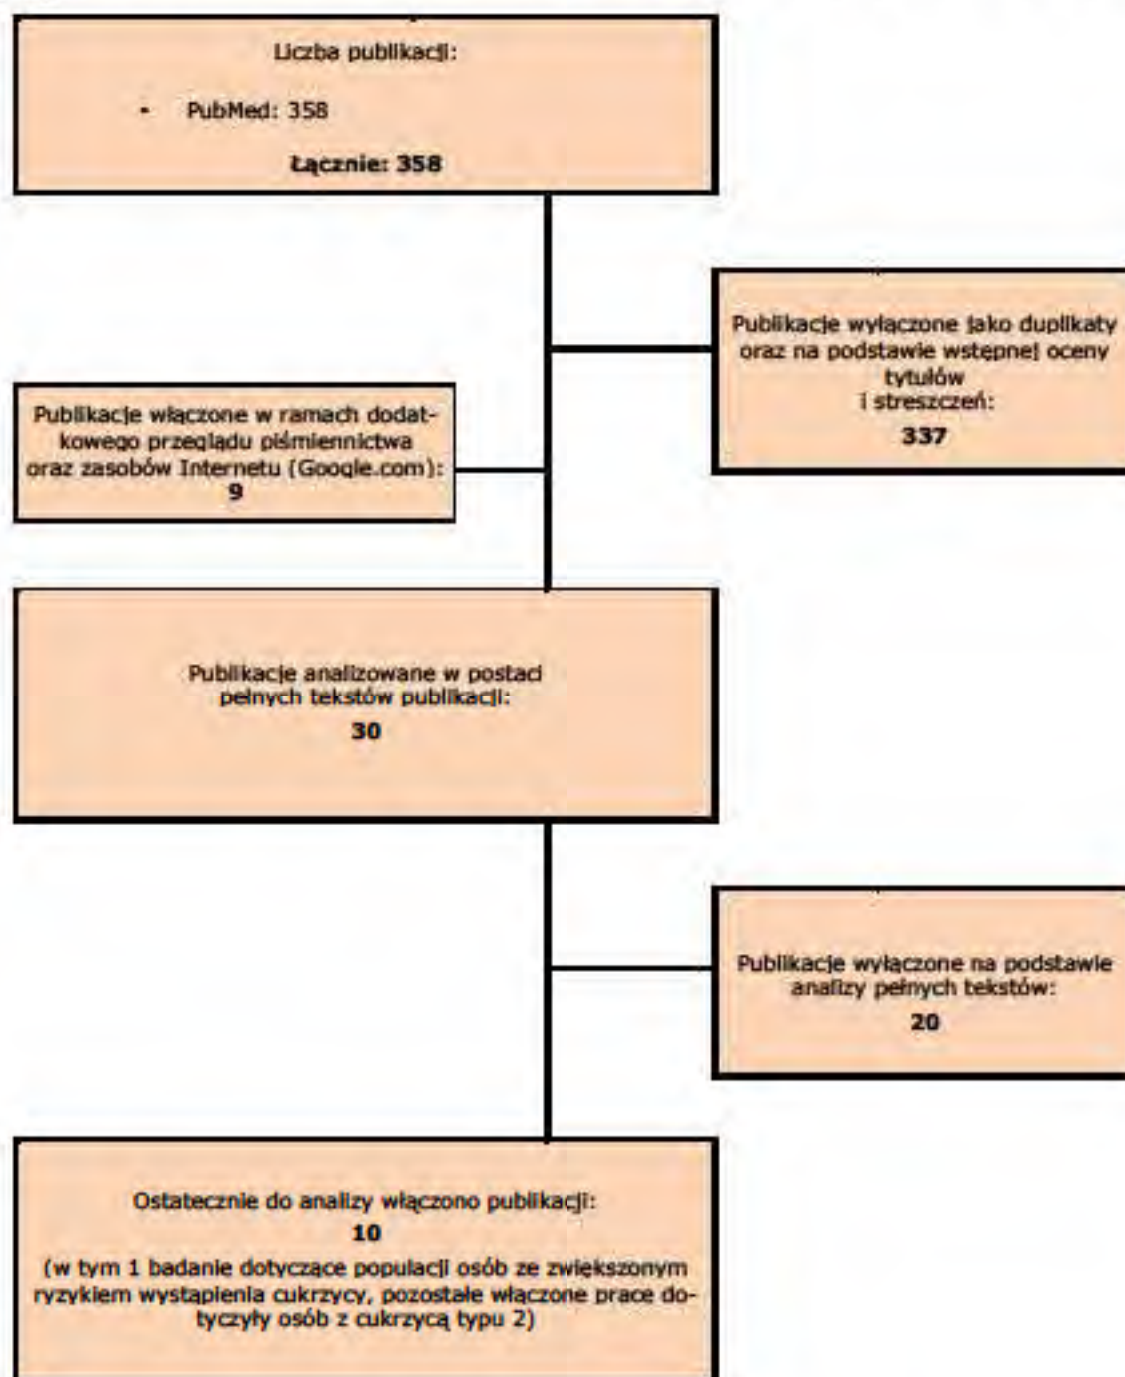 Liczba publikacji:
• PubMed: 358
Łącznie: 358
Publikacje wyłączone jako duplikaty
oraz na podstawie wstępnej oceny
tytułów
i streszczeń:
337
Publikacje włączone w ramach dodat-
kowego przeglądu piśmiennictwa
oraz zasobów Internetu (Google.com):
9
Publikacje analizowane w postaci
pełnych tekstów publikacji:
30
Publikacje wyłączone na podstawie
analizy pełnych tekstów:
20
Ostatecznie do analizy włączono publikacji:
10
(w tym 1 badanie dotyczące populacji osób ze zwiększonym
ryzykiem wystąpienia cukrzycy, pozostałe włączone prace do-
tyczyły osób z cukrzycą typu 2)